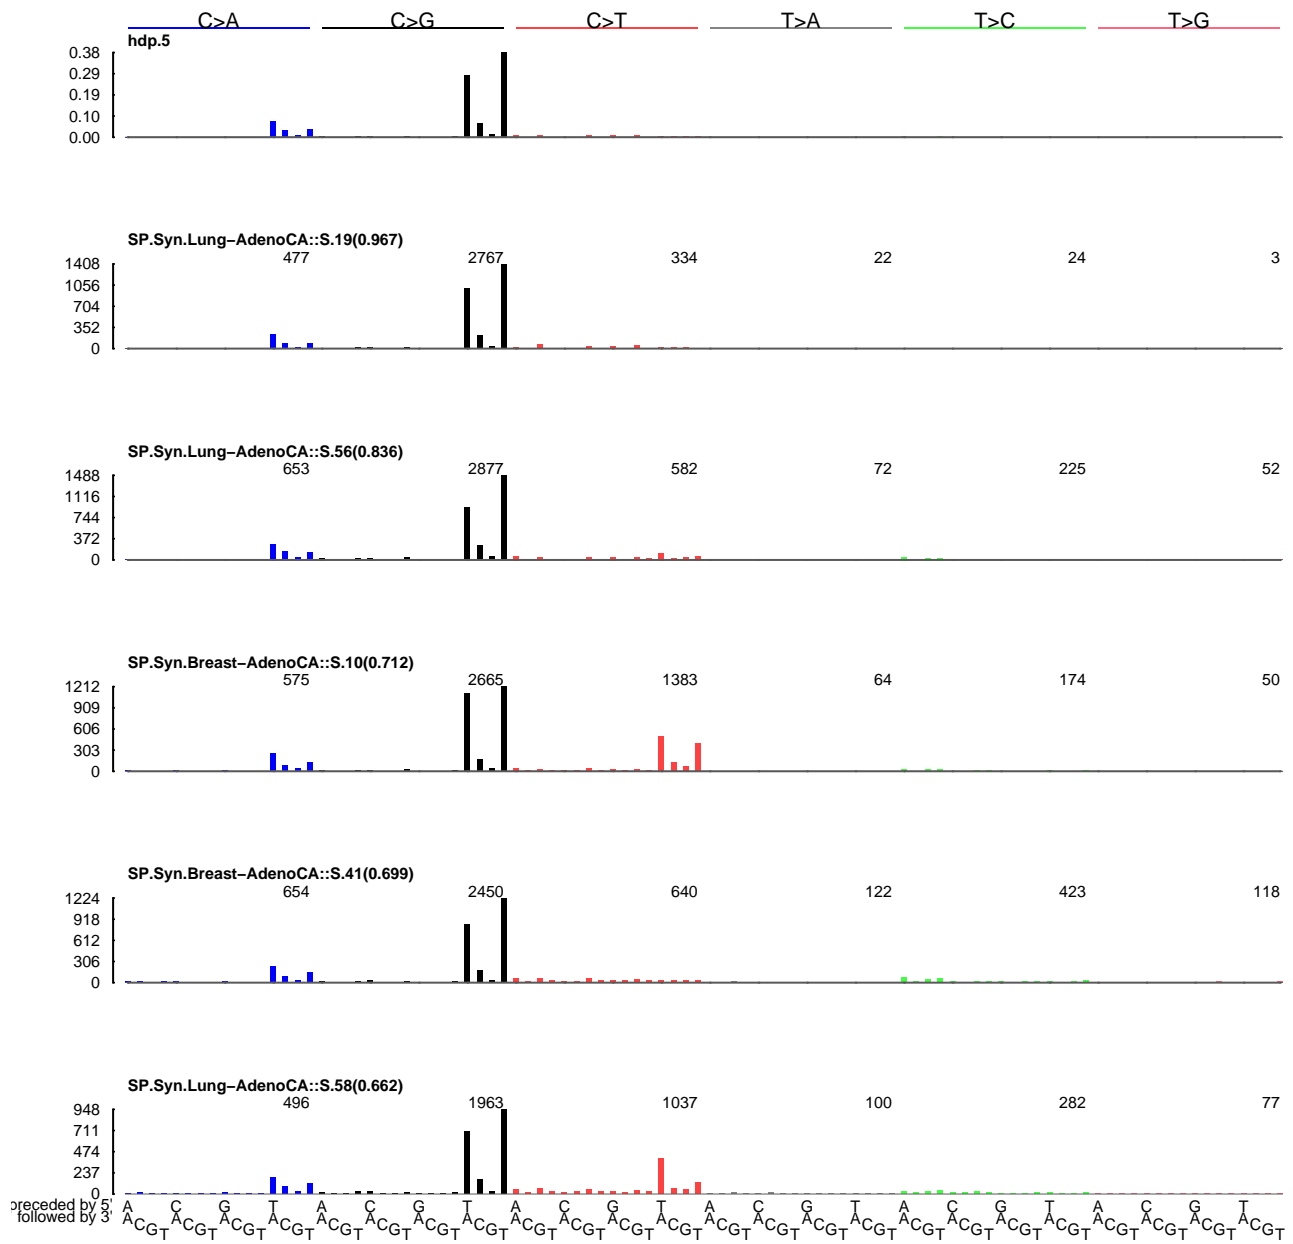 C>A C>G C>T T>A T>C T>G
hdp.5
0.38
0.29
0.19
0.10
0.00
SP.Syn.Lung−AdenoCA::S.19(0.967)
477 2767 334 22 24 3
1408
1056
704
352
0
SP.Syn.Lung−AdenoCA::S.56(0.836)
653 2877 582 72 225 52
1488
1116
744
372
0
SP.Syn.Breast−AdenoCA::S.10(0.712)
575 2665 1383 64 174 50
1212
909
606
303
0
SP.Syn.Breast−AdenoCA::S.41(0.699)
654 2450 640 122 423 118
1224
918
612
306
0
SP.Syn.Lung−AdenoCA::S.58(0.662)
496 1963 1037 100 282 77
948
711
474
237
0
preceded by 5' A C G T A C G T A C G T A C G T A C G T A C G T
followed by 3' A C G T A C G T A C G T A C G T A C G T A C G T A C G T A C G T A C G T A C G T A C G T A C G T A C G T A C G T A C G T A C G T A C G T A C G T A C G T A C G T A C G T A C G T A C G T A C G T